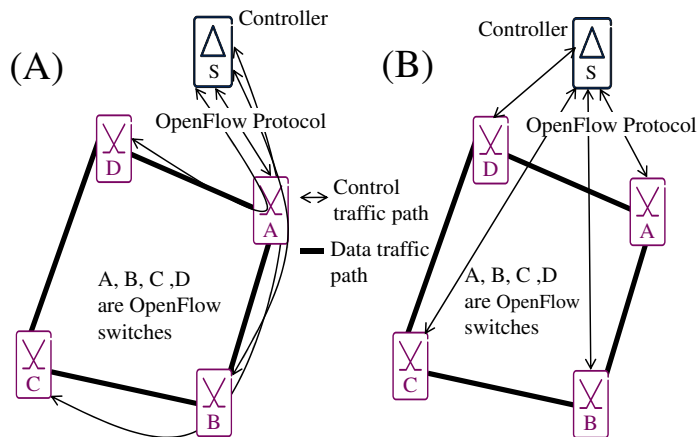 Controller
S
(A)
OpenFlow Protocol
D
A
Control
traffic path
Data traffic
path
A, B, C ,D
are OpenFlow
switches
C
B
Controller
S
(B)
OpenFlow Protocol
D
A
A, B, C ,D
are OpenFlow
switches
C
B